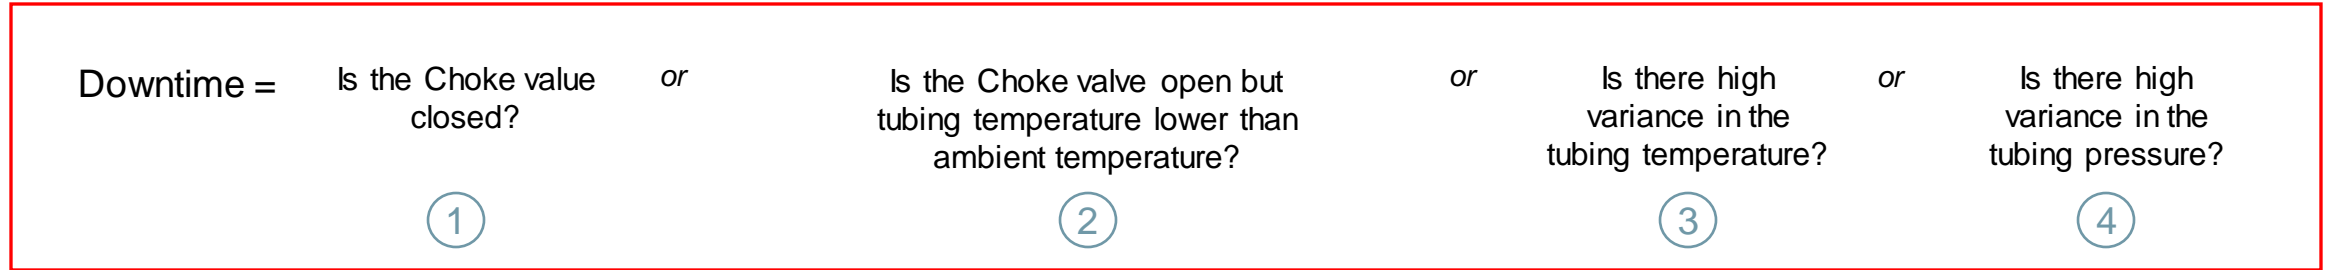 Downtime =
Is the Choke value
closed?
or
Is the Choke valve open but
tubing temperature lower than
ambient temperature?
or
Is there high
variance in the
tubing temperature?
or
Is there high
variance in the
tubing pressure?
1
2
3
4